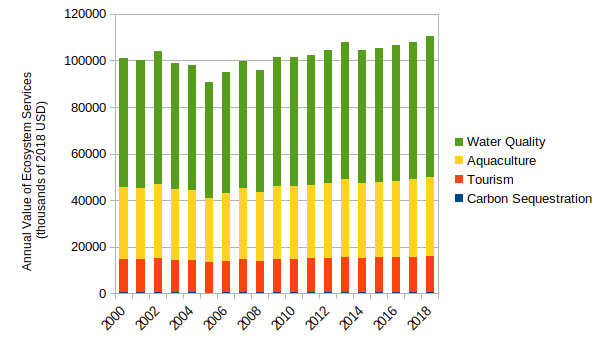 Annual Value of Ecosystem Services
(thousands of 2018 USD)
120000
100000
80000
60000
40000
20000
0
2000
2002
2004
2006
2008
2010
2012
2014
2016
2018
Water Quality
Aquaculture
Tourism
Carbon Sequestration